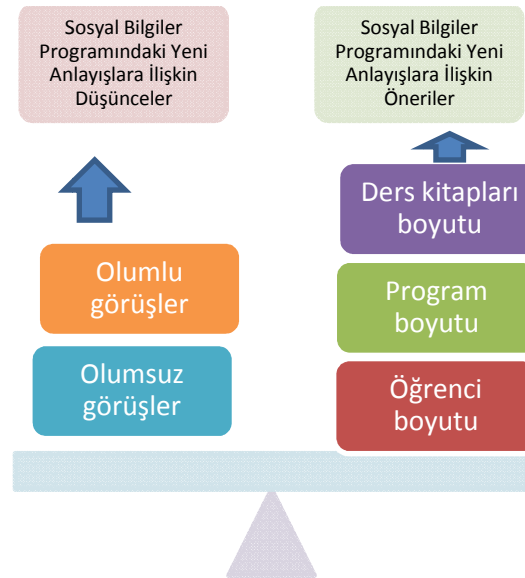 Sosyal Bilgiler
Programındaki Yeni
Anlayışlara İlişkin
Düşünceler
Sosyal Bilgiler
Programındaki Yeni
Anlayışlara İlişkin
Öneriler
Olumlu
görüşler
Olumsuz
görüşler
Ders kitapları
boyutu
Program
boyutu
Öğrenci
boyutu